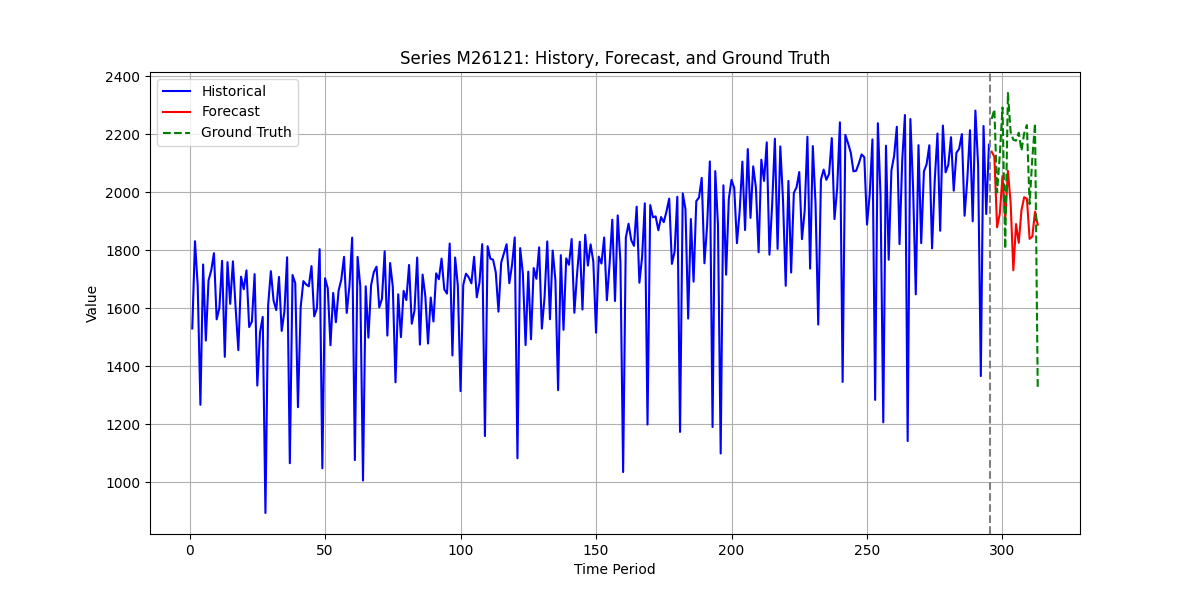 Series M26121: History, Forecast, and Ground Truth
Historical
Forecast
Ground Truth
2400
2200
2000
1800
1600
1400
1200
1000
Value
0 50 100 150 200 250 300
Time Period